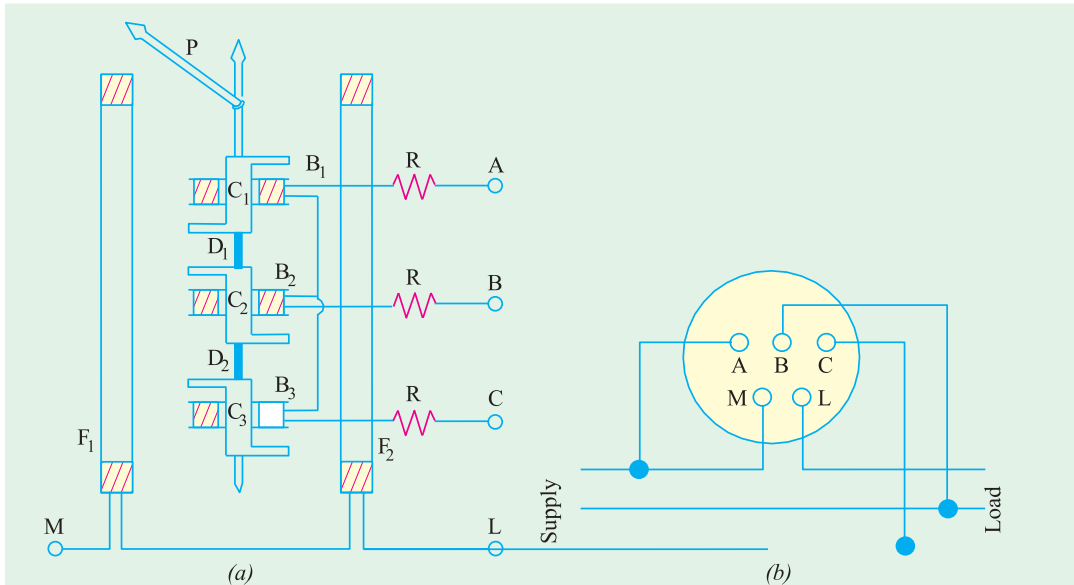 P
B₁
R
A
C₁
D₁
B₂
R
B
C₂
D₂
B₃
R
C
C₃
F₁
F₂
M
L
(a)
A
B
C
M
L
Supply
Load
(b)